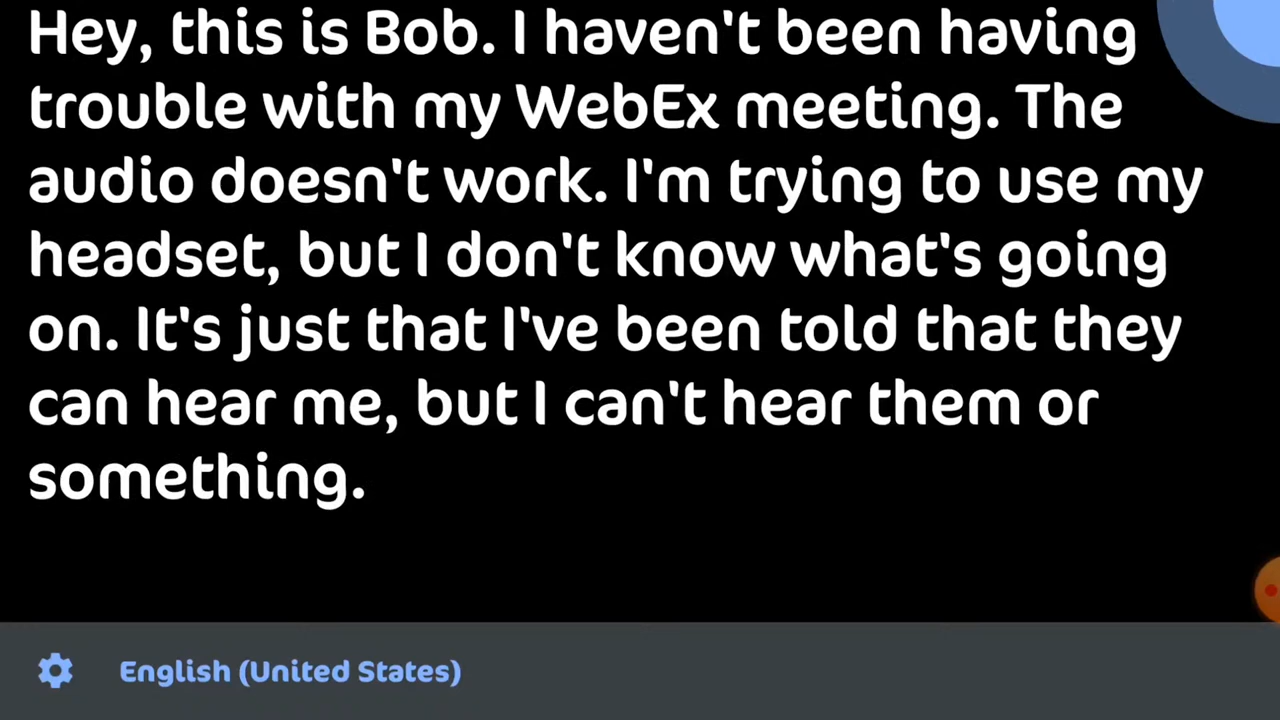 Hey, this is Bob. I haven't been having
trouble with my WebEx meeting. The
audio doesn't work. I'm trying to use my
headset, but I don't know what's going
on. It's just that I've been told that they
can hear me, but I can't hear them or
something.
English (United States)